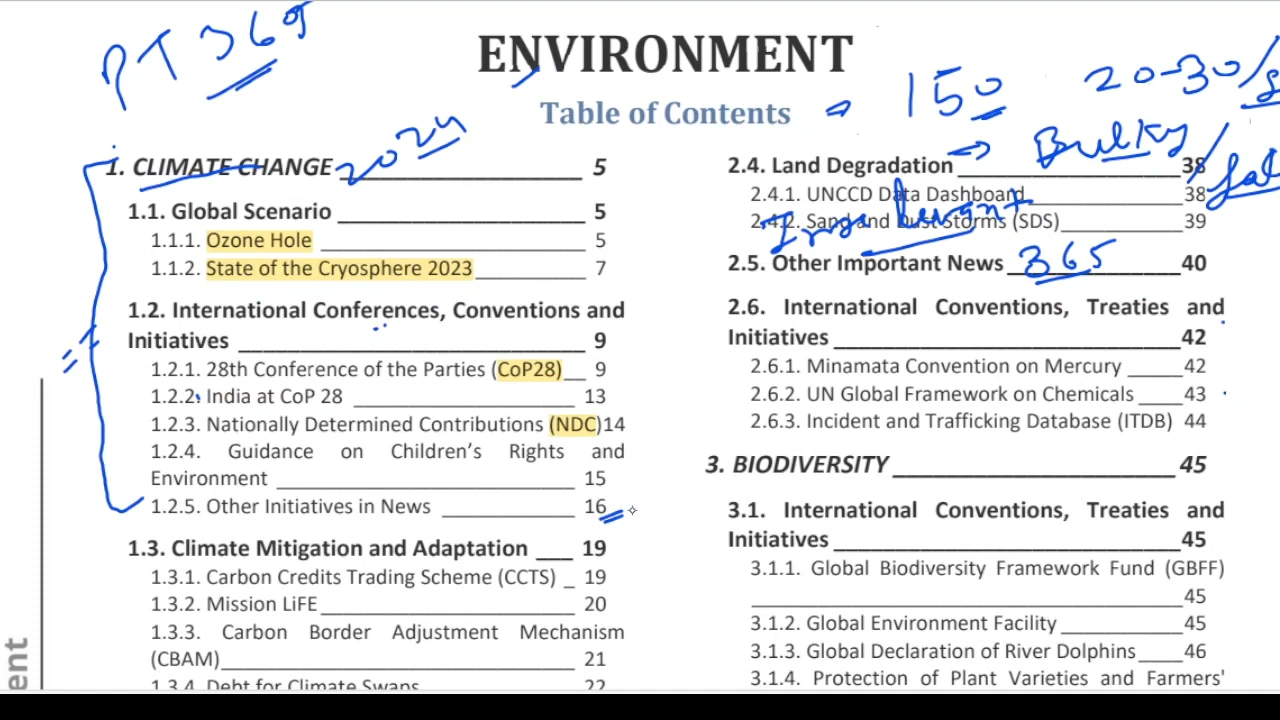 PT 365
ENVIRONMENT
Table of Contents
⇒ 150
20-30/
2024
⇒ Bulky/
Irrelevant
365
1. CLIMATE CHANGE 5
1.1. Global Scenario 5
1.1.1. Ozone Hole 5
1.1.2. State of the Cryosphere 2023 7
1.2. International Conferences, Conventions and
Initiatives 9
1.2.1. 28th Conference of the Parties (CoP28) 9
1.2.2. India at CoP 28 13
1.2.3. Nationally Determined Contributions (NDC)14
1.2.4. Guidance on Children's Rights and
Environment 15
1.2.5. Other Initiatives in News 16
1.3. Climate Mitigation and Adaptation 19
1.3.1. Carbon Credits Trading Scheme (CCTS) 19
1.3.2. Mission LiFE 20
1.3.3. Carbon Border Adjustment Mechanism
(CBAM) 21
1.3.4. Debt for Climate Swaps 22
2.4. Land Degradation 38
2.4.1. UNCCD Data Dashboard 38
2.4.2. Sand and Dust Storms (SDS) 39
2.5. Other Important News 40
2.6. International Conventions, Treaties and
Initiatives 42
2.6.1. Minamata Convention on Mercury 42
2.6.2. UN Global Framework on Chemicals 43
2.6.3. Incident and Trafficking Database (ITDB) 44
3. BIODIVERSITY 45
3.1. International Conventions, Treaties and
Initiatives 45
3.1.1. Global Biodiversity Framework Fund (GBFF)
45
3.1.2. Global Environment Facility 45
3.1.3. Global Declaration of River Dolphins 46
3.1.4. Protection of Plant Varieties and Farmers'
ent